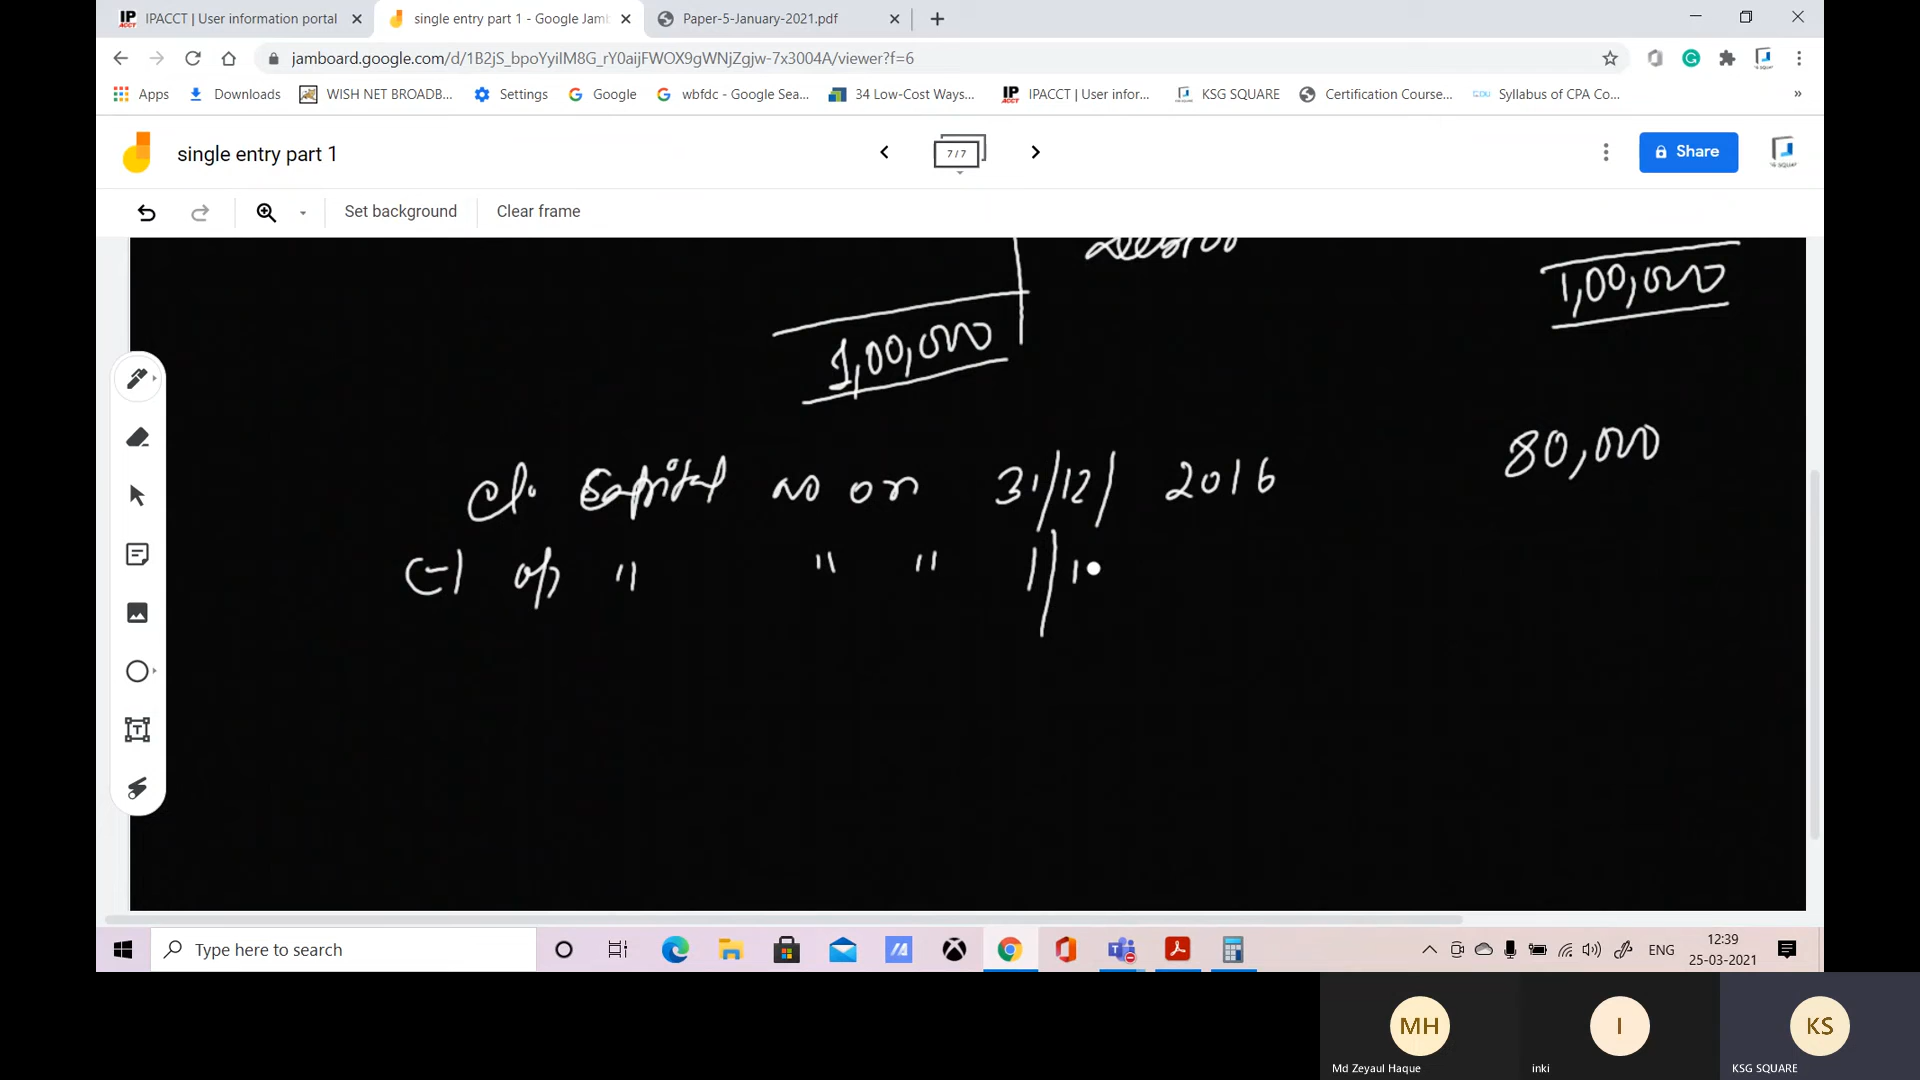 IPACCT | User information portal
single entry part 1 - Google Jamb
Paper-5-January-2021.pdf
jamboard.google.com/d/1B2jS_bpoYyilM8G_rY0aijFWOX9gWNjZgjw-7x3004A/viewer?f=6
Apps Downloads WISH NET BROADB... Settings Google wbfdc - Google Sea... 34 Low-Cost Ways... IPACCT | User infor... KSG SQUARE Certification Course... Syllabus of CPA Co... »
single entry part 1
7/7
Share
Set background Clear frame
1,00,000
1,00,000
80,000
Cl. Capital as on 31/12/ 2016
(-) op " " " 1/1
Type here to search
ENG
12:39
25-03-2021
MH I KS
Md Zeyaul Haque inki KSG SQUARE